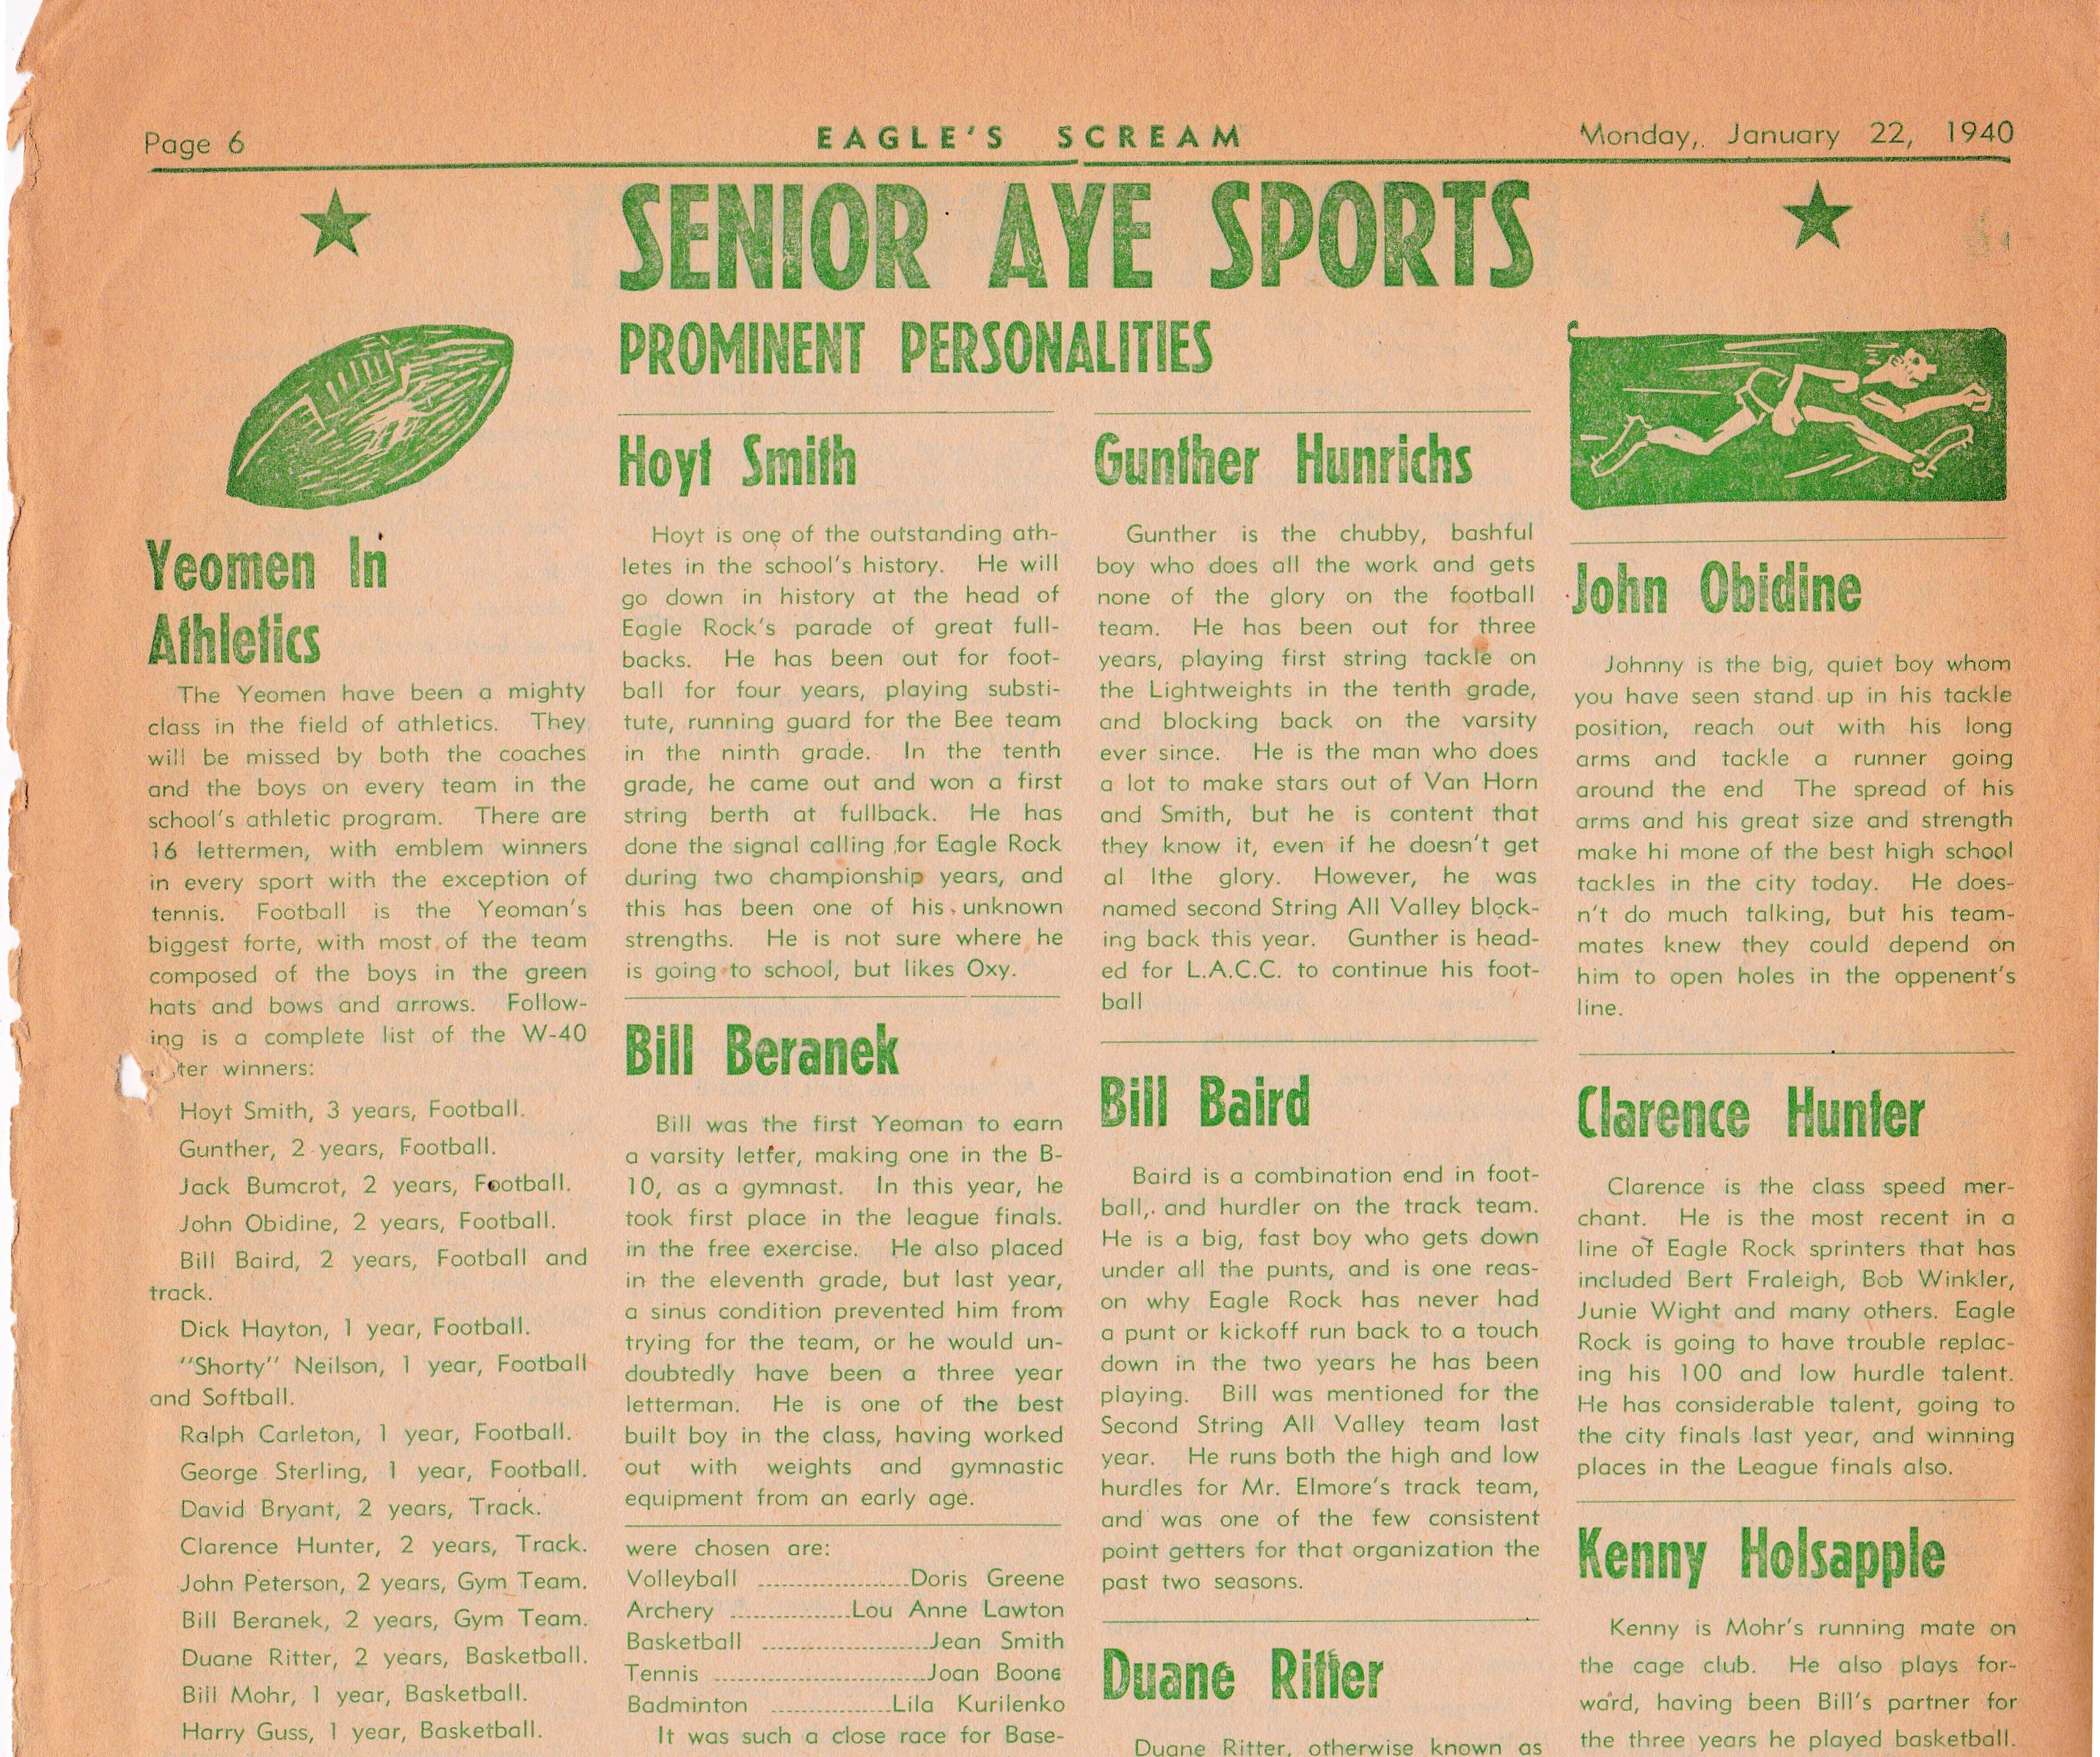 Page 6
EAGLE'S SCREAM
Monday,. January 22, 1940
SENIOR AYE SPORTS
PROMINENT PERSONALITIES
Yeomen In
Athletics
The Yeomen have been a mighty
class in the field of athletics. They
will be missed by both the coaches
and the boys on every team in the
school's athletic program. There are
16 lettermen, with emblem winners
in every sport with the exception of
tennis. Football is the Yeoman's
biggest forte, with most of the team
composed of the boys in the green
hats and bows and arrows. Follow-
ing is a complete list of the W-40
ter winners:
Hoyt Smith, 3 years, Football.
Gunther, 2 years, Football.
Jack Bumcrot, 2 years, Football.
John Obidine, 2 years, Football.
Bill Baird, 2 years, Football and
track.
Dick Hayton, 1 year, Football.
"Shorty" Neilson, 1 year, Football
and Softball.
Ralph Carleton, 1 year, Football.
George Sterling, 1 year, Football.
David Bryant, 2 years, Track.
Clarence Hunter, 2 years, Track.
John Peterson, 2 years, Gym Team.
Bill Beranek, 2 years, Gym Team.
Duane Ritter, 2 years, Basketball.
Bill Mohr, 1 year, Basketball.
Harry Guss, 1 year, Basketball.
Hoyt Smith
Hoyt is one of the outstanding ath-
letes in the school's history. He will
go down in history at the head of
Eagle Rock's parade of great full-
backs. He has been out for foot-
ball for four years, playing substi-
tute, running guard for the Bee team
in the ninth grade. In the tenth
grade, he came out and won a first
string berth at fullback. He has
done the signal calling for Eagle Rock
during two championship years, and
this has been one of his unknown
strengths. He is not sure where he
is going to school, but likes Oxy.
Bill Beranek
Bill was the first Yeoman to earn
a varsity letter, making one in the B-
10, as a gymnast. In this year, he
took first place in the league finals.
in the free exercise. He also placed
in the eleventh grade, but last year,
a sinus condition prevented him from
trying for the team, or he would un-
doubtedly have been a three year
letterman. He is one of the best
built boy in the class, having worked
out with weights and gymnastic
equipment from an early age.
were chosen are:
Volleyball ....................Doris Greene
Archery ................Lou Anne Lawton
Basketball ......................Jean Smith
Tennis ............................Joan Boone
Badminton ................Lila Kurilenko
It was such a close race for Base-
Gunther Hunrichs
Gunther is the chubby, bashful
boy who does all the work and gets
none of the glory on the football
team. He has been out for three
years, playing first string tackle on
the Lightweights in the tenth grade,
and blocking back on the varsity
ever since. He is the man who does
a lot to make stars out of Van Horn
and Smith, but he is content that
they know it, even if he doesn't get
al lthe glory. However, he was
named second String All Valley block-
ing back this year. Gunther is head-
ed for L.A.C.C. to continue his foot-
ball
Bill Baird
Baird is a combination end in foot-
ball,. and hurdler on the track team.
He is a big, fast boy who gets down
under all the punts, and is one reas-
on why Eagle Rock has never had
a punt or kickoff run back to a touch
down in the two years he has been
playing. Bill was mentioned for the
Second String All Valley team last
year. He runs both the high and low
hurdles for Mr. Elmore's track team,
and was one of the few consistent
point getters for that organization the
past two seasons.
Duane Ritter
Duane Ritter, otherwise known as
John Obidine
Johnny is the big, quiet boy whom
you have seen stand up in his tackle
position, reach out with his long
arms and tackle a runner going
around the end The spread of his
arms and his great size and strength
make hi mone of the best high school
tackles in the city today. He does-
n't do much talking, but his team-
mates knew they could depend on
him to open holes in the oppenent's
line.
Clarence Hunter
Clarence is the class speed mer-
chant. He is the most recent in a
line of Eagle Rock sprinters that has
included Bert Fraleigh, Bob Winkler,
Junie Wight and many others. Eagle
Rock is going to have trouble replac-
ing his 100 and low hurdle talent.
He has considerable talent, going to
the city finals last year, and winning
places in the League finals also.
Kenny Holsapple
Kenny is Mohr's running mate on
the cage club. He also plays for-
ward, having been Bill's partner for
the three years he played basketball.